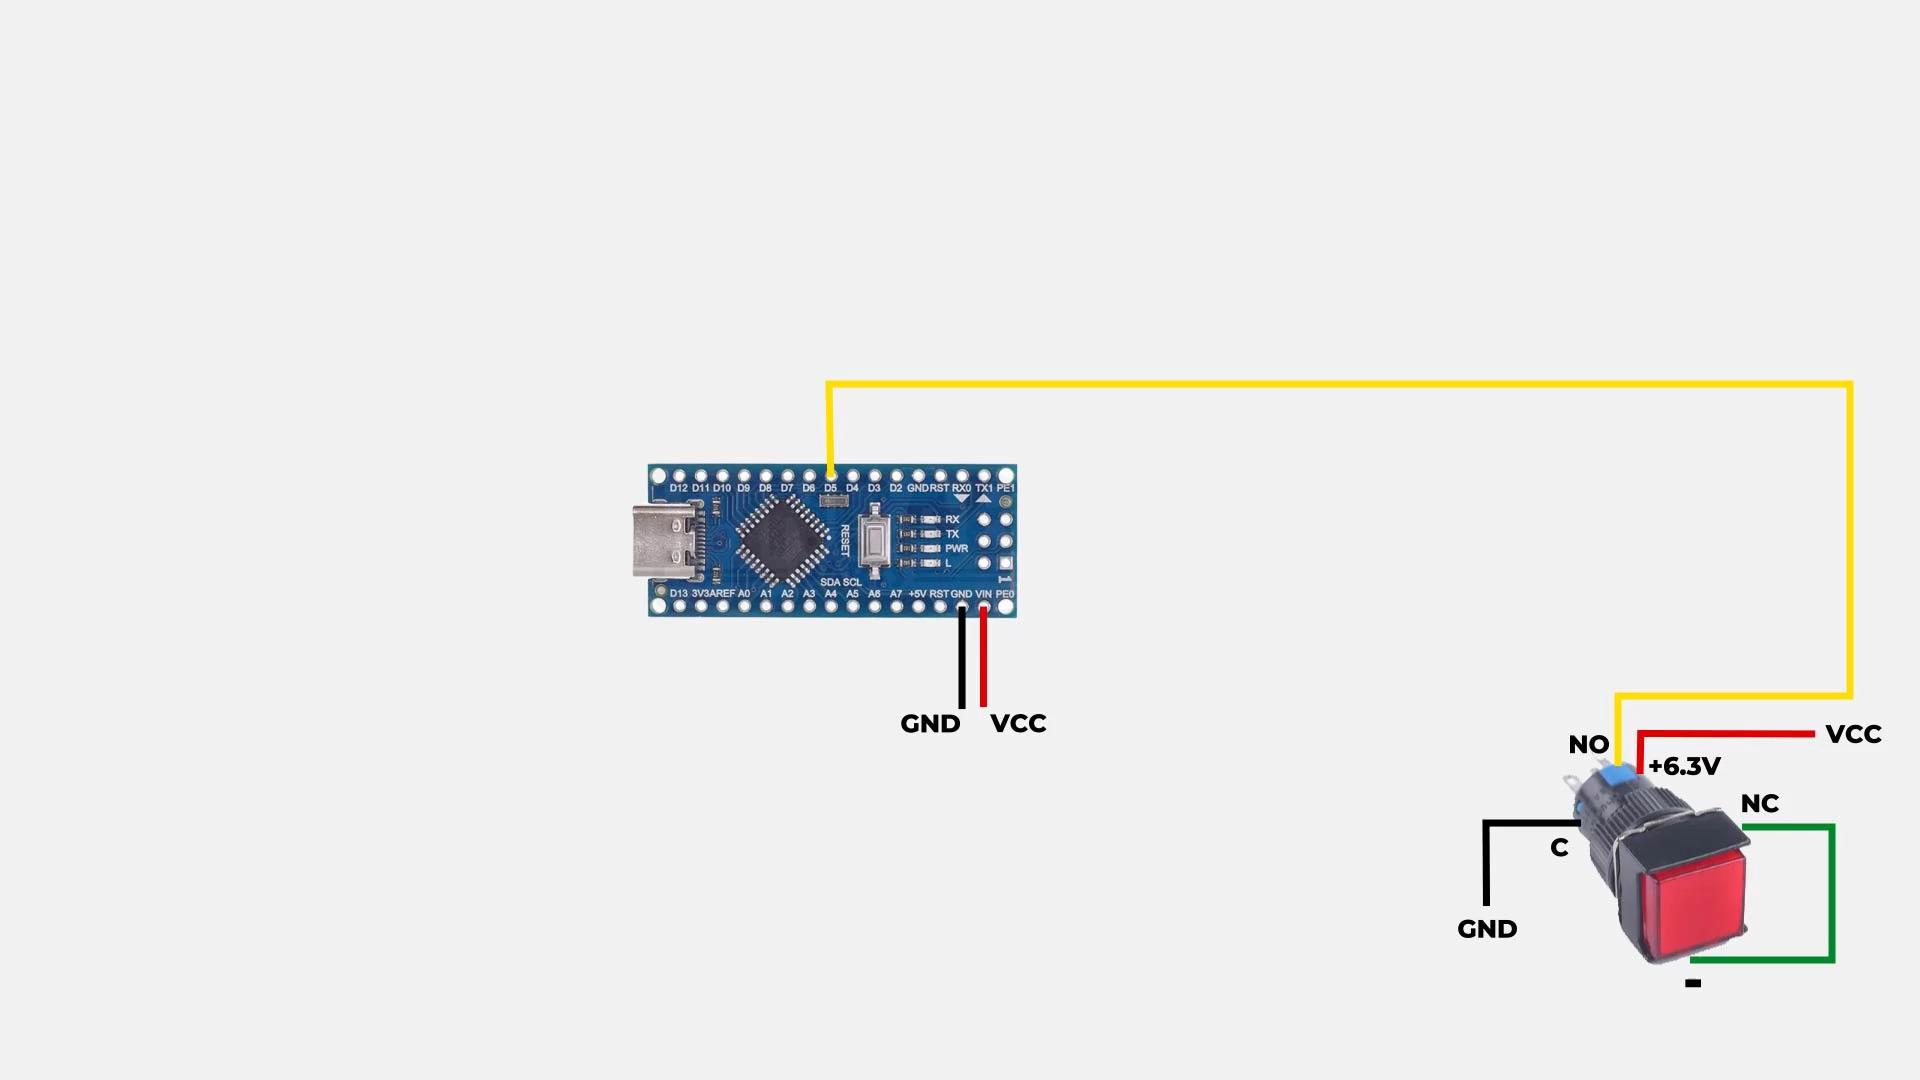 D12 D11 D10 D9 D8 D7 D6 D5 D4 D3 D2 GND RST RX0 TX1 PE1
RESET
RX
TX
PWR
L
1
SDA SCL
D13 3V3 AREF A0 A1 A2 A3 A4 A5 A6 A7 +5V RST GND VIN PE0
GND VCC
NO
VCC
+6.3V
NC
C
GND
-